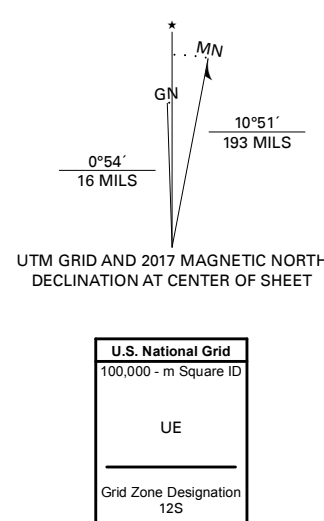 ★
MN
GN
10°51´
193 MILS
0°54´
16 MILS
UTM GRID AND 2017 MAGNETIC NORTH
DECLINATION AT CENTER OF SHEET
U.S. National Grid
100,000 - m Square ID
UE
Grid Zone Designation
12S